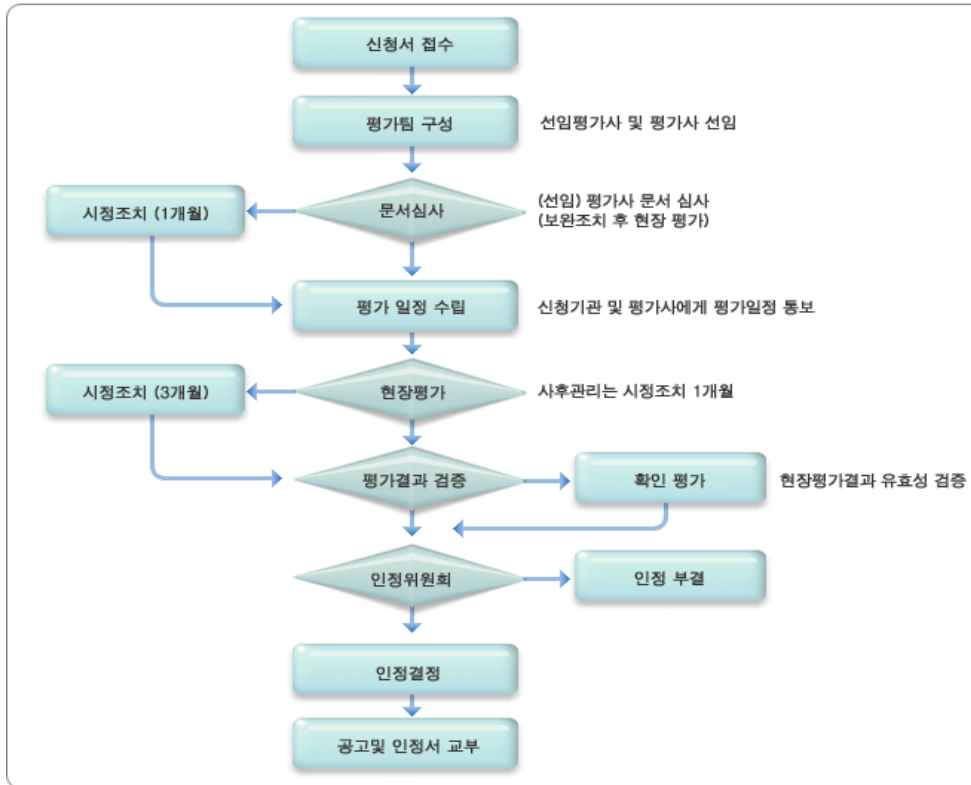 신청서 접수
평가팀 구성
선임평가사 및 평가사 선임
시정조치 (1개월)
문서심사
(선임) 평가사 문서 심사
(보완조치 후 현장 평가)
평가 일정 수립
신청기관 및 평가사에게 평가일정 통보
시정조치 (3개월)
현장평가
사후관리는 시정조치 1개월
평가결과 검증
확인 평가
현장평가결과 유효성 검증
인정위원회
인정 부결
인정결정
공고및 인정서 교부